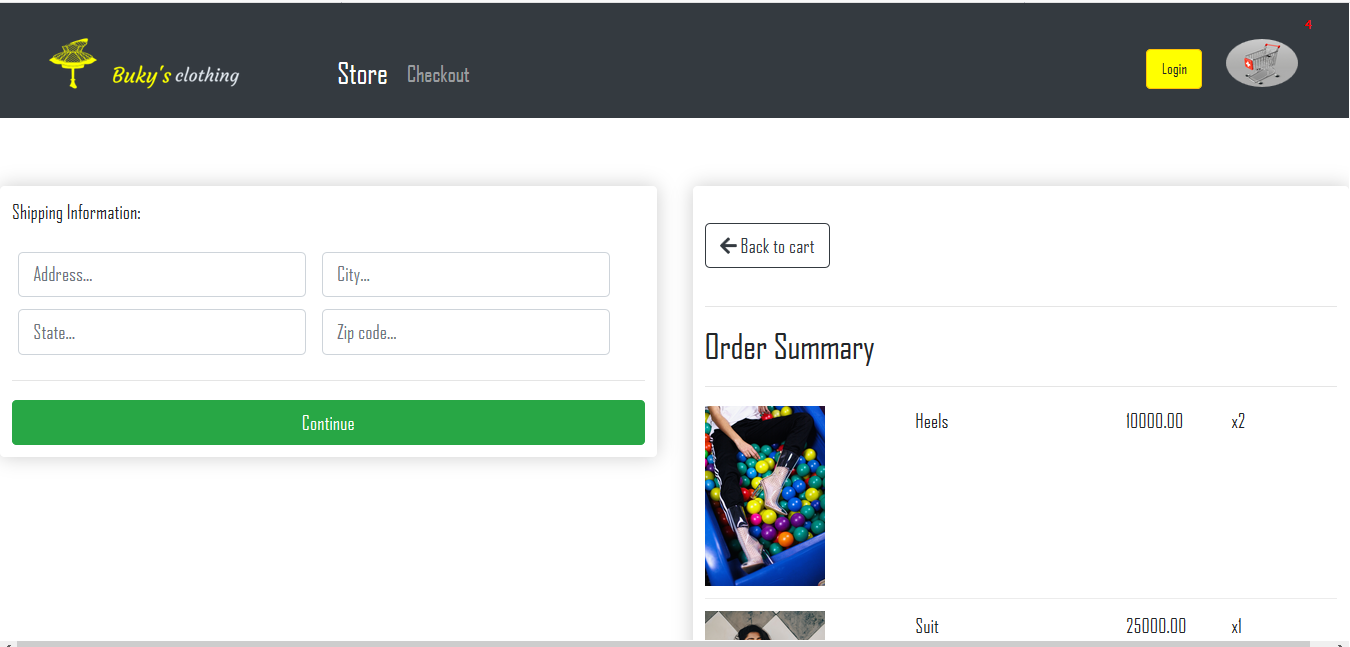 4
Buky's clothing
Store
Checkout
Login
Shipping Information:
Address...
City...
State...
Zip code...
Continue
Back to cart
Order Summary
Heels 10000.00 x2
Suit 25000.00 x1